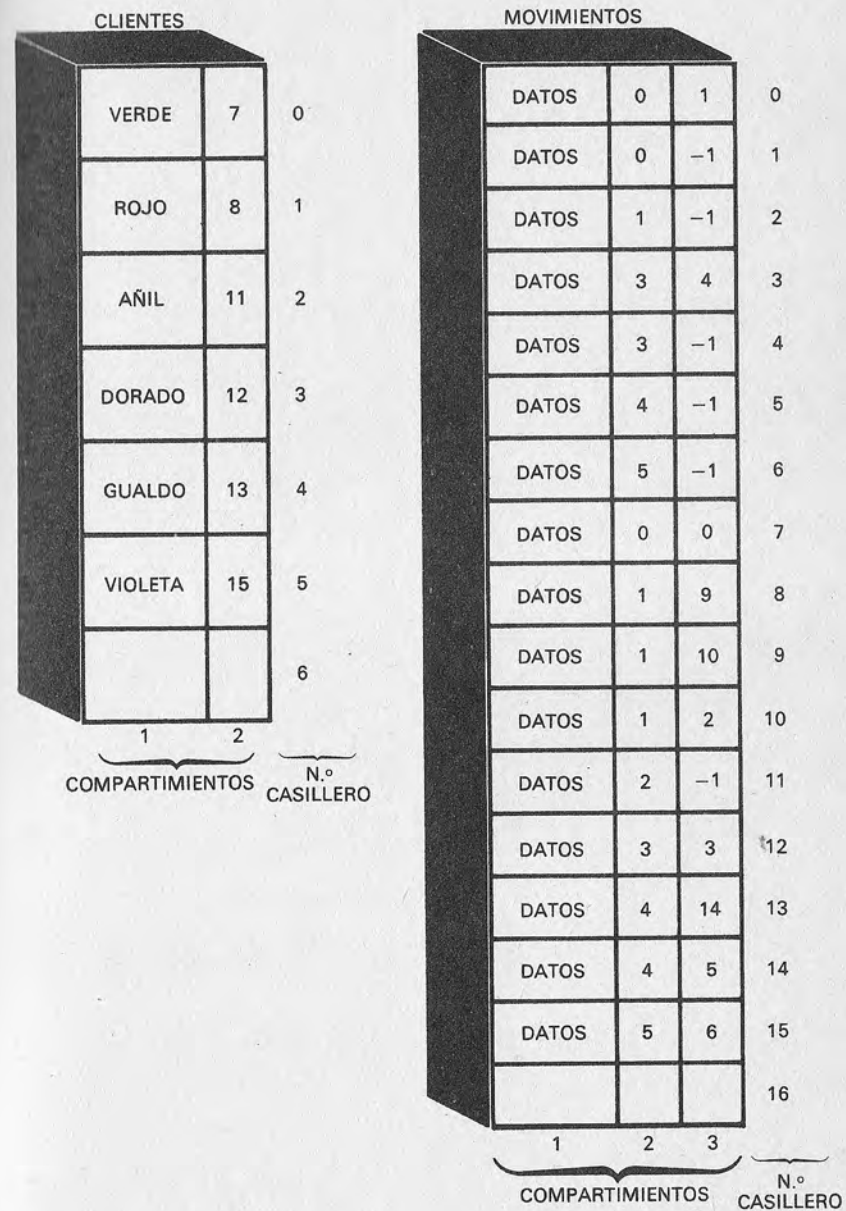 CLIENTES
VERDE 7 0
ROJO 8 1
AÑIL 11 2
DORADO 12 3
GUALDO 13 4
VIOLETA 15 5
6
1 2
COMPARTIMIENTOS N.º
CASILLERO
MOVIMIENTOS
DATOS 0 1 0
DATOS 0 −1 1
DATOS 1 −1 2
DATOS 3 4 3
DATOS 3 −1 4
DATOS 4 −1 5
DATOS 5 −1 6
DATOS 0 0 7
DATOS 1 9 8
DATOS 1 10 9
DATOS 1 2 10
DATOS 2 −1 11
DATOS 3 3 12
DATOS 4 14 13
DATOS 4 5 14
DATOS 5 6 15
16
1 2 3
COMPARTIMIENTOS N.º
CASILLERO